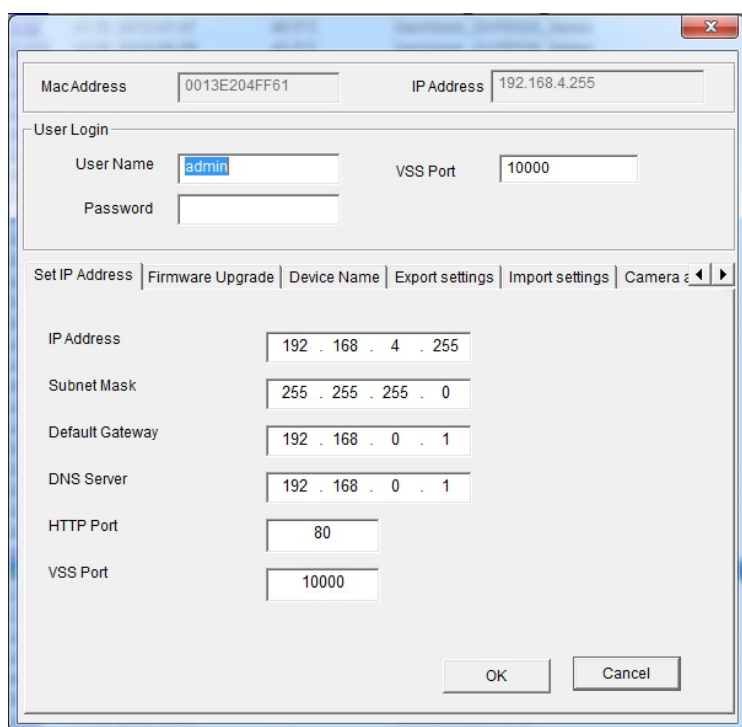 x
Mac Address 0013E204FF61 IP Address 192.168.4.255
User Login
User Name admin VSS Port 10000
Password
Set IP Address Firmware Upgrade Device Name Export settings Import settings Camera a
IP Address 192 . 168 . 4 . 255
Subnet Mask 255 . 255 . 255 . 0
Default Gateway 192 . 168 . 0 . 1
DNS Server 192 . 168 . 0 . 1
HTTP Port 80
VSS Port 10000
OK Cancel